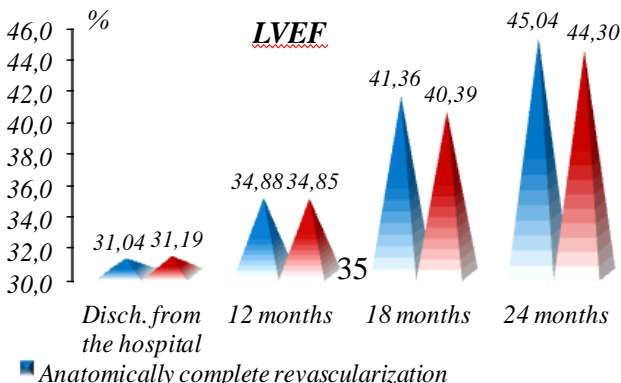 %
LVEF
46,0
44,0
42,0
40,0
38,0
36,0
34,0
32,0
30,0
31,04 31,19
34,88 34,85
35
41,36
40,39
45,04
44,30
Disch. from
the hospital
12 months
18 months
24 months
Anatomically complete revascularization